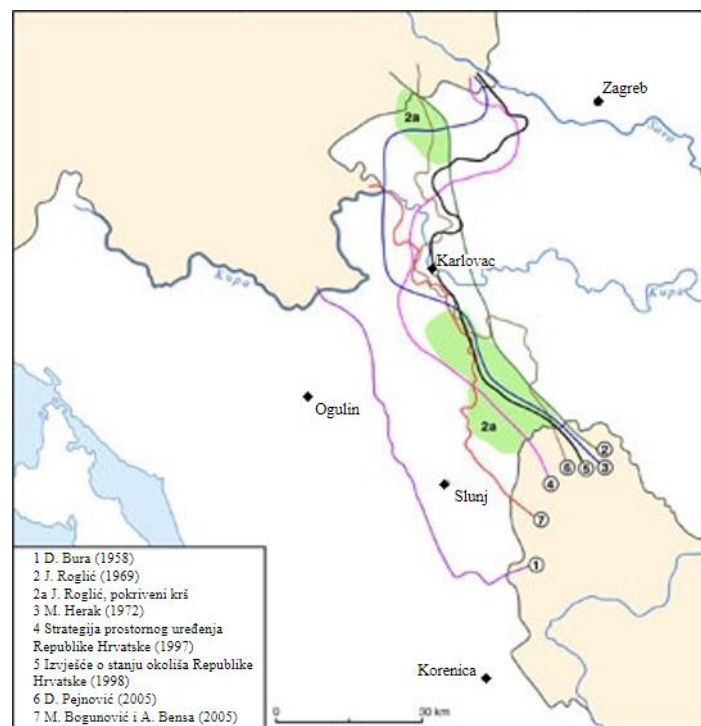 Zagreb
2a
Sava
Karlovac
Kupa
Kupa
Ogulin
2a
Slunj
2
3
5
6
4
7
1
Korenica
0
30 km
1 D. Bura (1958)
2 J. Roglić (1969)
2a J. Roglić, pokriveni krš
3 M. Herak (1972)
4 Strategija prostornog uređenja
Republike Hrvatske (1997)
5 Izvješće o stanju okoliša Republike
Hrvatske (1998)
6 D. Pejnović (2005)
7 M. Bogunović i A. Bensa (2005)